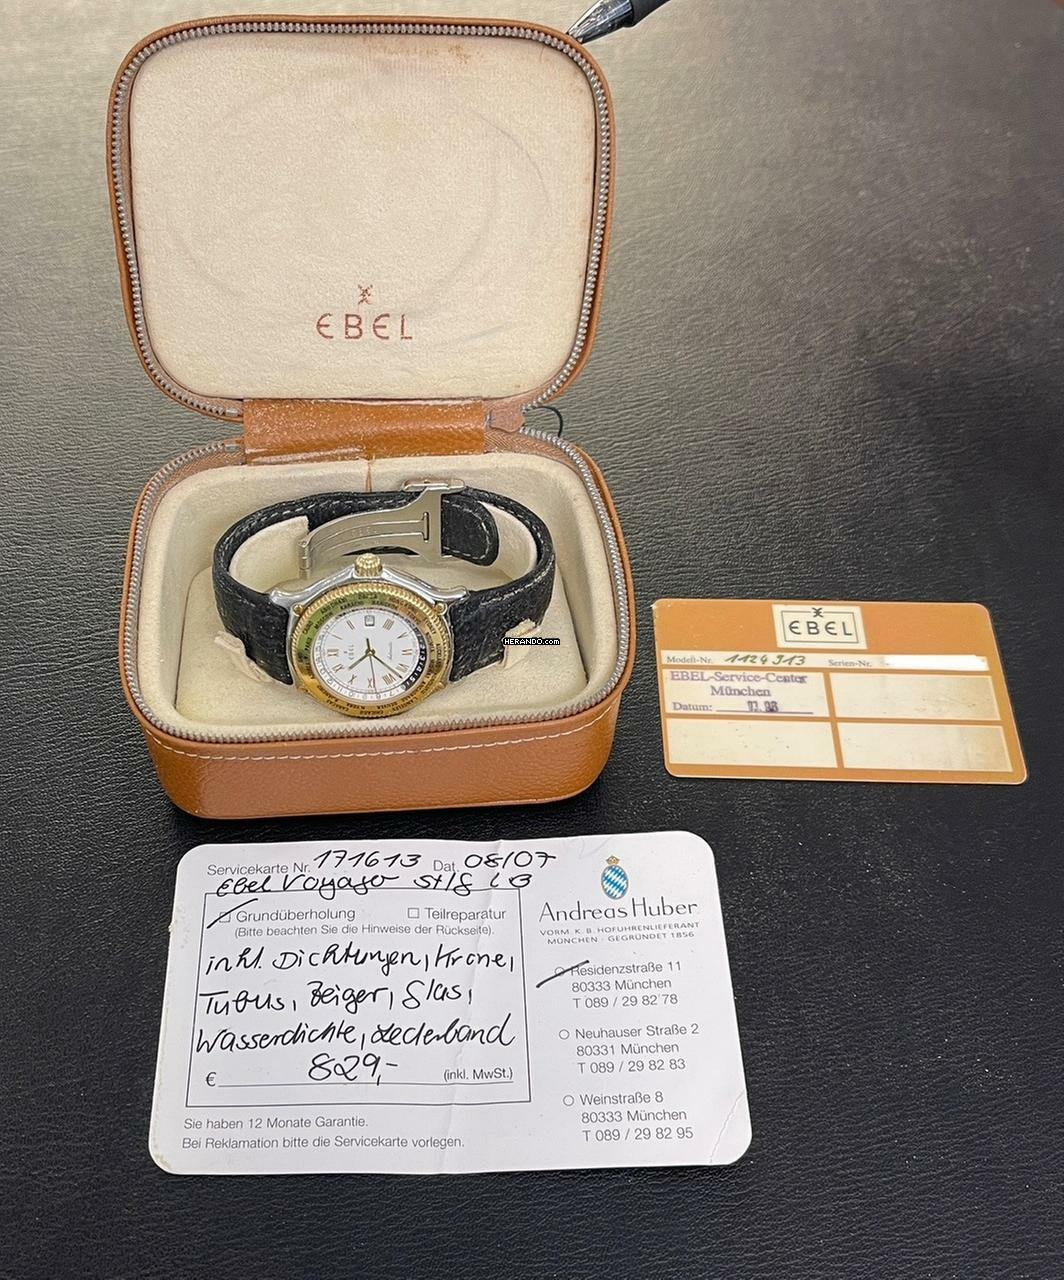 EBEL
EBEL
EBEL
HERANDO.com
EBEL
Modell-Nr. 1124913 Serien-Nr.
EBEL-Service-Center
München
Datum:
Servicekarte Nr. 171613 Dat. 08/07
Ebel Voyager St/g LB
Grundüberholung
Teilreparatur
(Bitte beachten Sie die Hinweise der Rückseite).
inkl. Dichtungen, Krone,
Tubus, Zeiger, Glas,
Wasserdichte, Lederband
829,-
€ (inkl. MwSt.)
Sie haben 12 Monate Garantie.
Bei Reklamation bitte die Servicekarte vorlegen.
Andreas Huber
VORM. K. B. HOFUHRENLIEFERANT
MÜNCHEN · GEGRÜNDET 1856
Residenzstraße 11
80333 München
T 089 / 29 82 78
Neuhauser Straße 2
80331 München
T 089 / 29 82 83
Weinstraße 8
80333 München
T 089 / 29 82 95